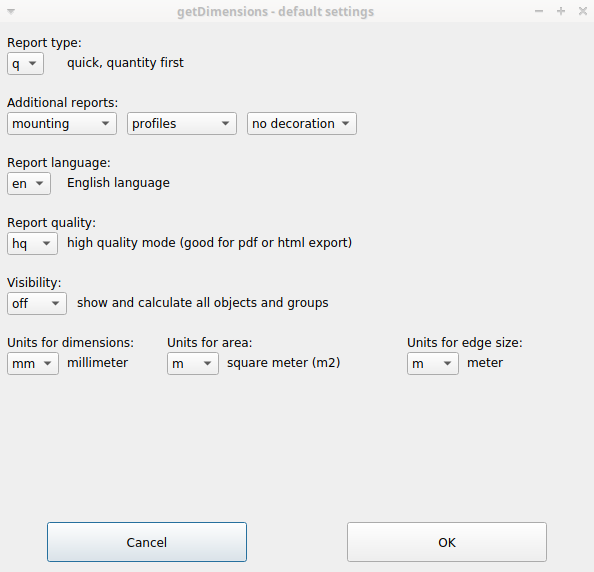 getDimensions - default settings
Report type:
q quick, quantity first
Additional reports:
mounting profiles no decoration
Report language:
en English language
Report quality:
hq high quality mode (good for pdf or html export)
Visibility:
off show and calculate all objects and groups
Units for dimensions: Units for area: Units for edge size:
mm millimeter m square meter (m2) m meter
Cancel OK